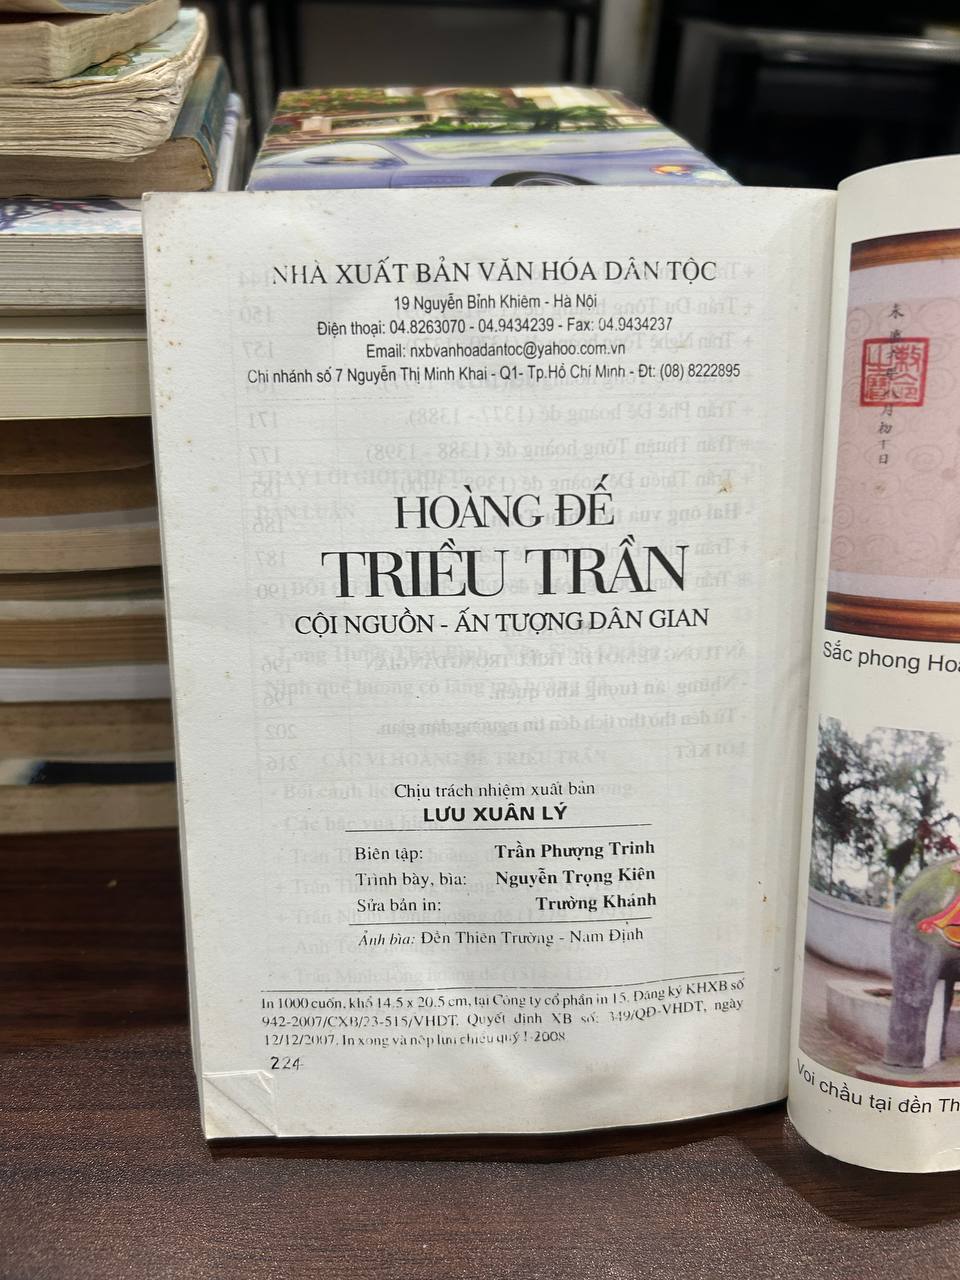 NHÀ XUẤT BẢN VĂN HÓA DÂN TỘC
19 Nguyễn Bỉnh Khiêm - Hà Nội
Điện thoại: 04.8263070 - 04.9434239 - Fax: 04.9434237
Email: nxbvanhoadantoc@yahoo.com.vn
Chi nhánh số 7 Nguyễn Thị Minh Khai - Q1- Tp.Hồ Chí Minh - Đt: (08) 8222895
HOÀNG ĐẾ
TRIỀU TRẦN
CỘI NGUỒN - ẤN TƯỢNG DÂN GIAN
Chịu trách nhiệm xuất bản
LƯU XUÂN LÝ
Biên tập: Trần Phượng Trinh
Trình bày, bìa: Nguyễn Trọng Kiên
Sửa bản in: Trường Khánh
Ảnh bìa: Đền Thiên Trường - Nam Định
In 1000 cuốn, khổ 14.5 x 20.5 cm, tại Công ty cổ phần in 15. Đăng ký KHXB số
942-2007/CXB/23-515/VHDT. Quyết định XB số: 349/QĐ-VHDT, ngày
12/12/2007. In xong và nộp lưu chiểu quý I-2008
224
月初十日
Sắc phong
Voi chầu tại đền